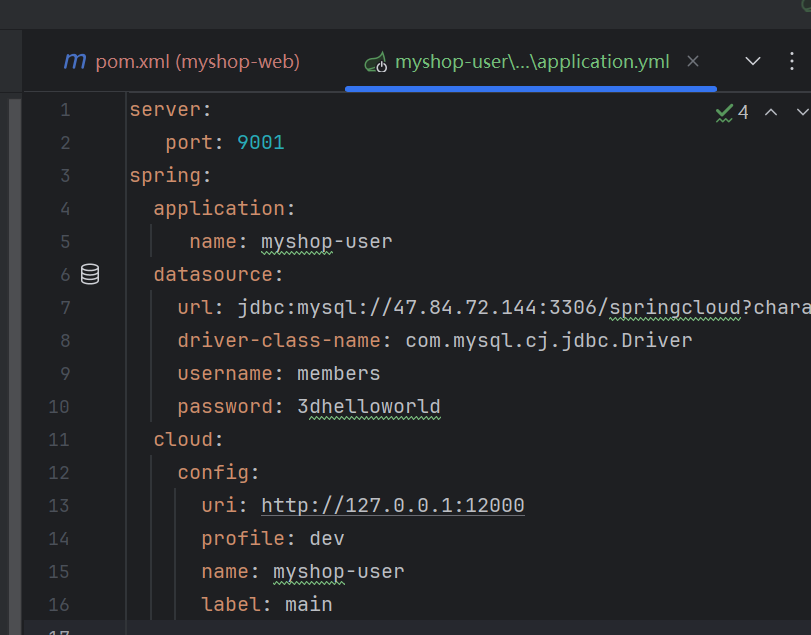 m pom.xml (myshop-web) myshop-user\...\application.yml
4
1 server:
2 port: 9001
3 spring:
4 application:
5 name: myshop-user
6 datasource:
7 url: jdbc:mysql://47.84.72.144:3306/springcloud?chara
8 driver-class-name: com.mysql.cj.jdbc.Driver
9 username: members
10 password: 3dhelloworld
11 cloud:
12 config:
13 uri: http://127.0.0.1:12000
14 profile: dev
15 name: myshop-user
16 label: main
17